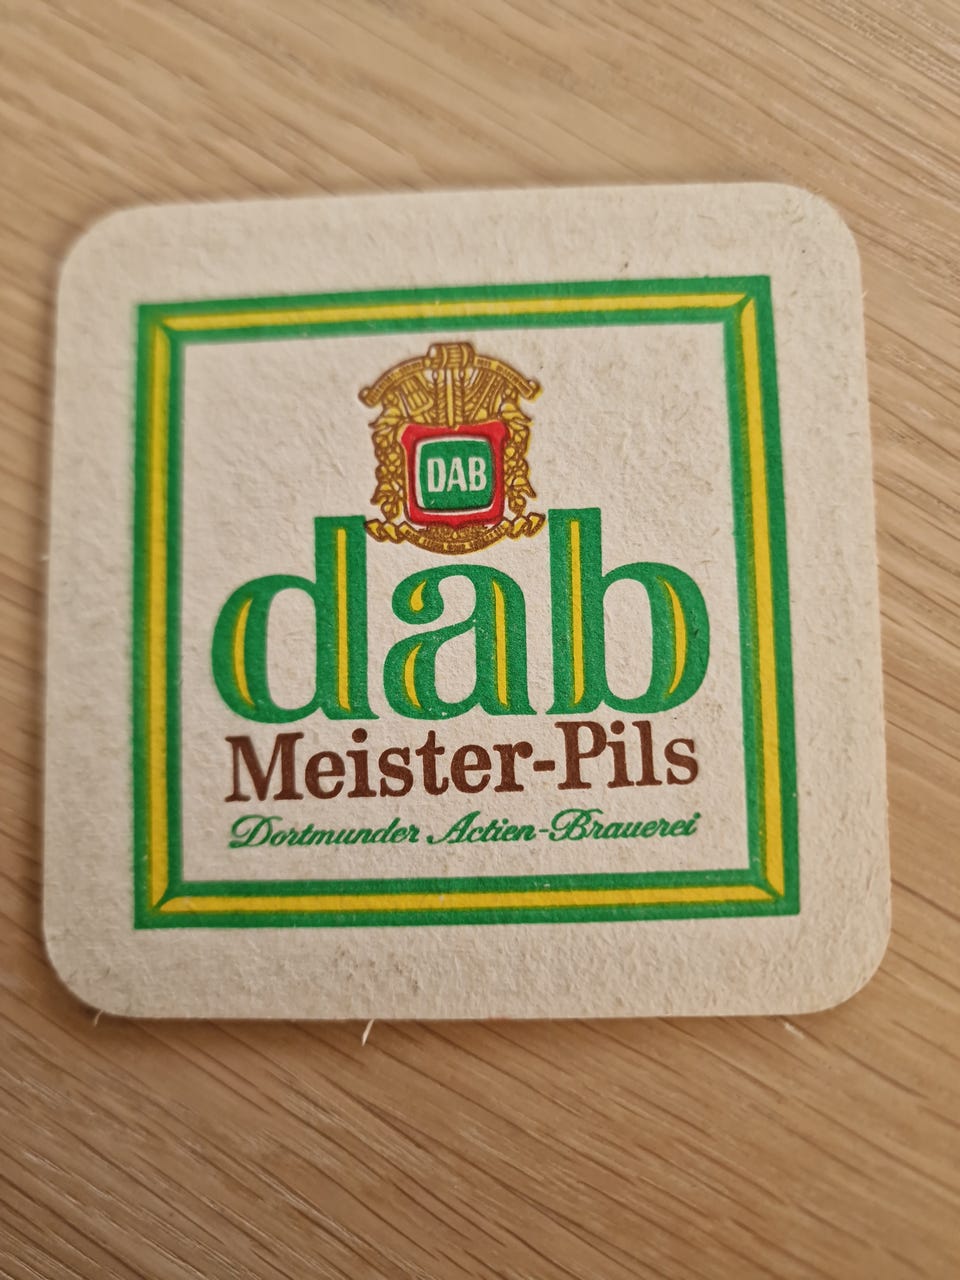 DAB
dab
Meister-Pils
Dortmunder Actien-Brauerei